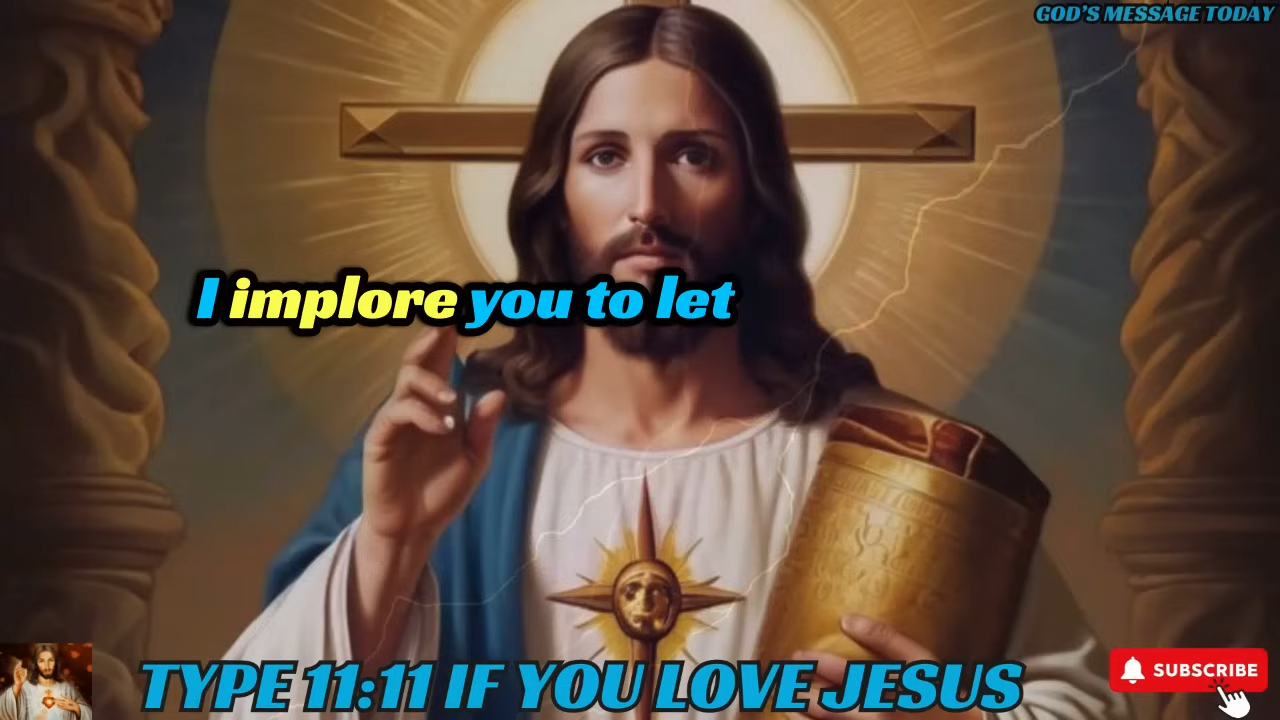 GOD'S MESSAGE TODAY
I implore you to let
TYPE 11:11 IF YOU LOVE JESUS
SUBSCRIBE